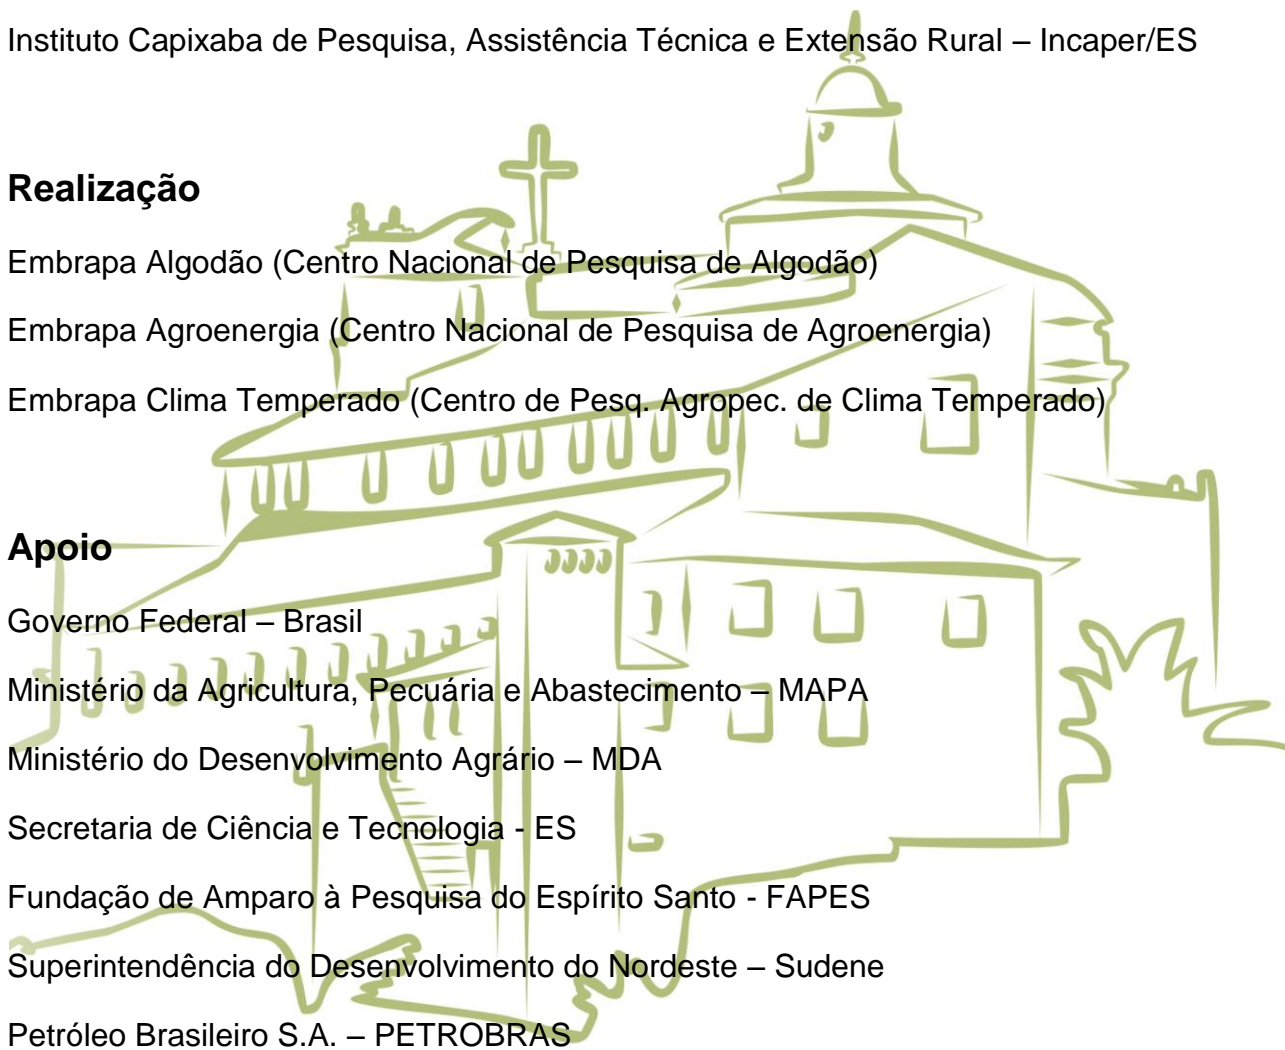 Instituto Capixaba de Pesquisa, Assistência Técnica e Extensão Rural – Incaper/ES
Realização
Embrapa Algodão (Centro Nacional de Pesquisa de Algodão)
Embrapa Agroenergia (Centro Nacional de Pesquisa de Agroenergia)
Embrapa Clima Temperado (Centro de Pesq. Agropec. de Clima Temperado)
Apoio
Governo Federal – Brasil
Ministério da Agricultura, Pecuária e Abastecimento – MAPA
Ministério do Desenvolvimento Agrário – MDA
Secretaria de Ciência e Tecnologia - ES
Fundação de Amparo à Pesquisa do Espírito Santo - FAPES
Superintendência do Desenvolvimento do Nordeste – Sudene
Petróleo Brasileiro S.A. – PETROBRAS